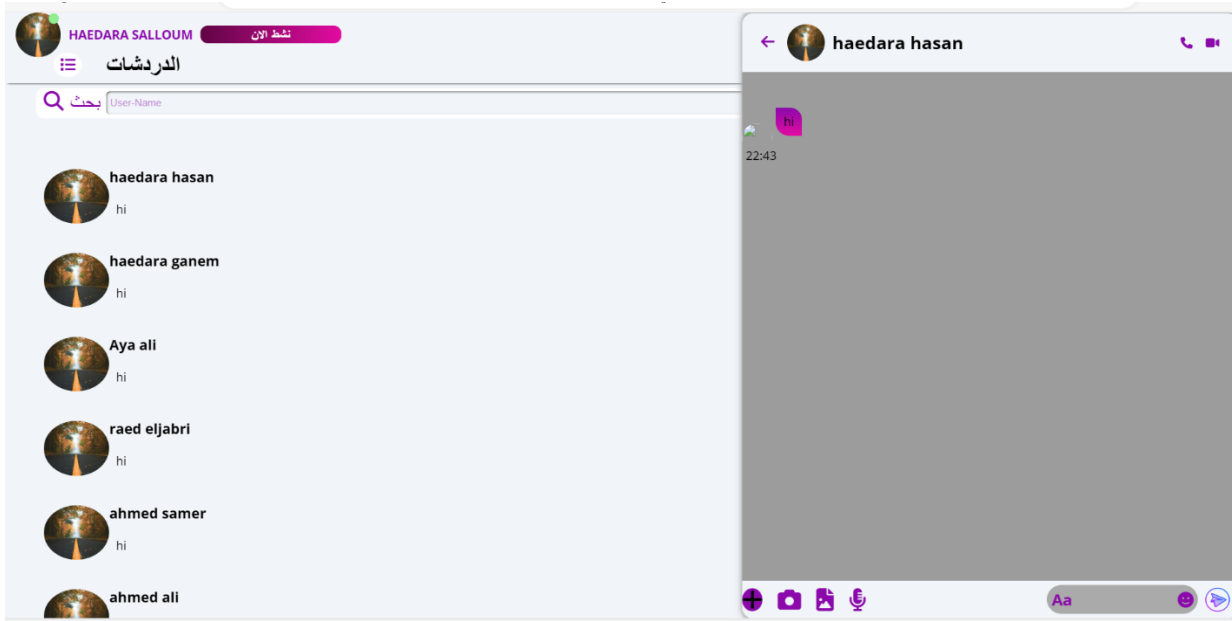 HAEDARA SALLOUM نشط الان
الدردشات
بحث User-Name
haedara hasan
hi
haedara ganem
hi
Aya ali
hi
raed eljabri
hi
ahmed samer
hi
ahmed ali
haedara hasan
hi
22:43
Aa